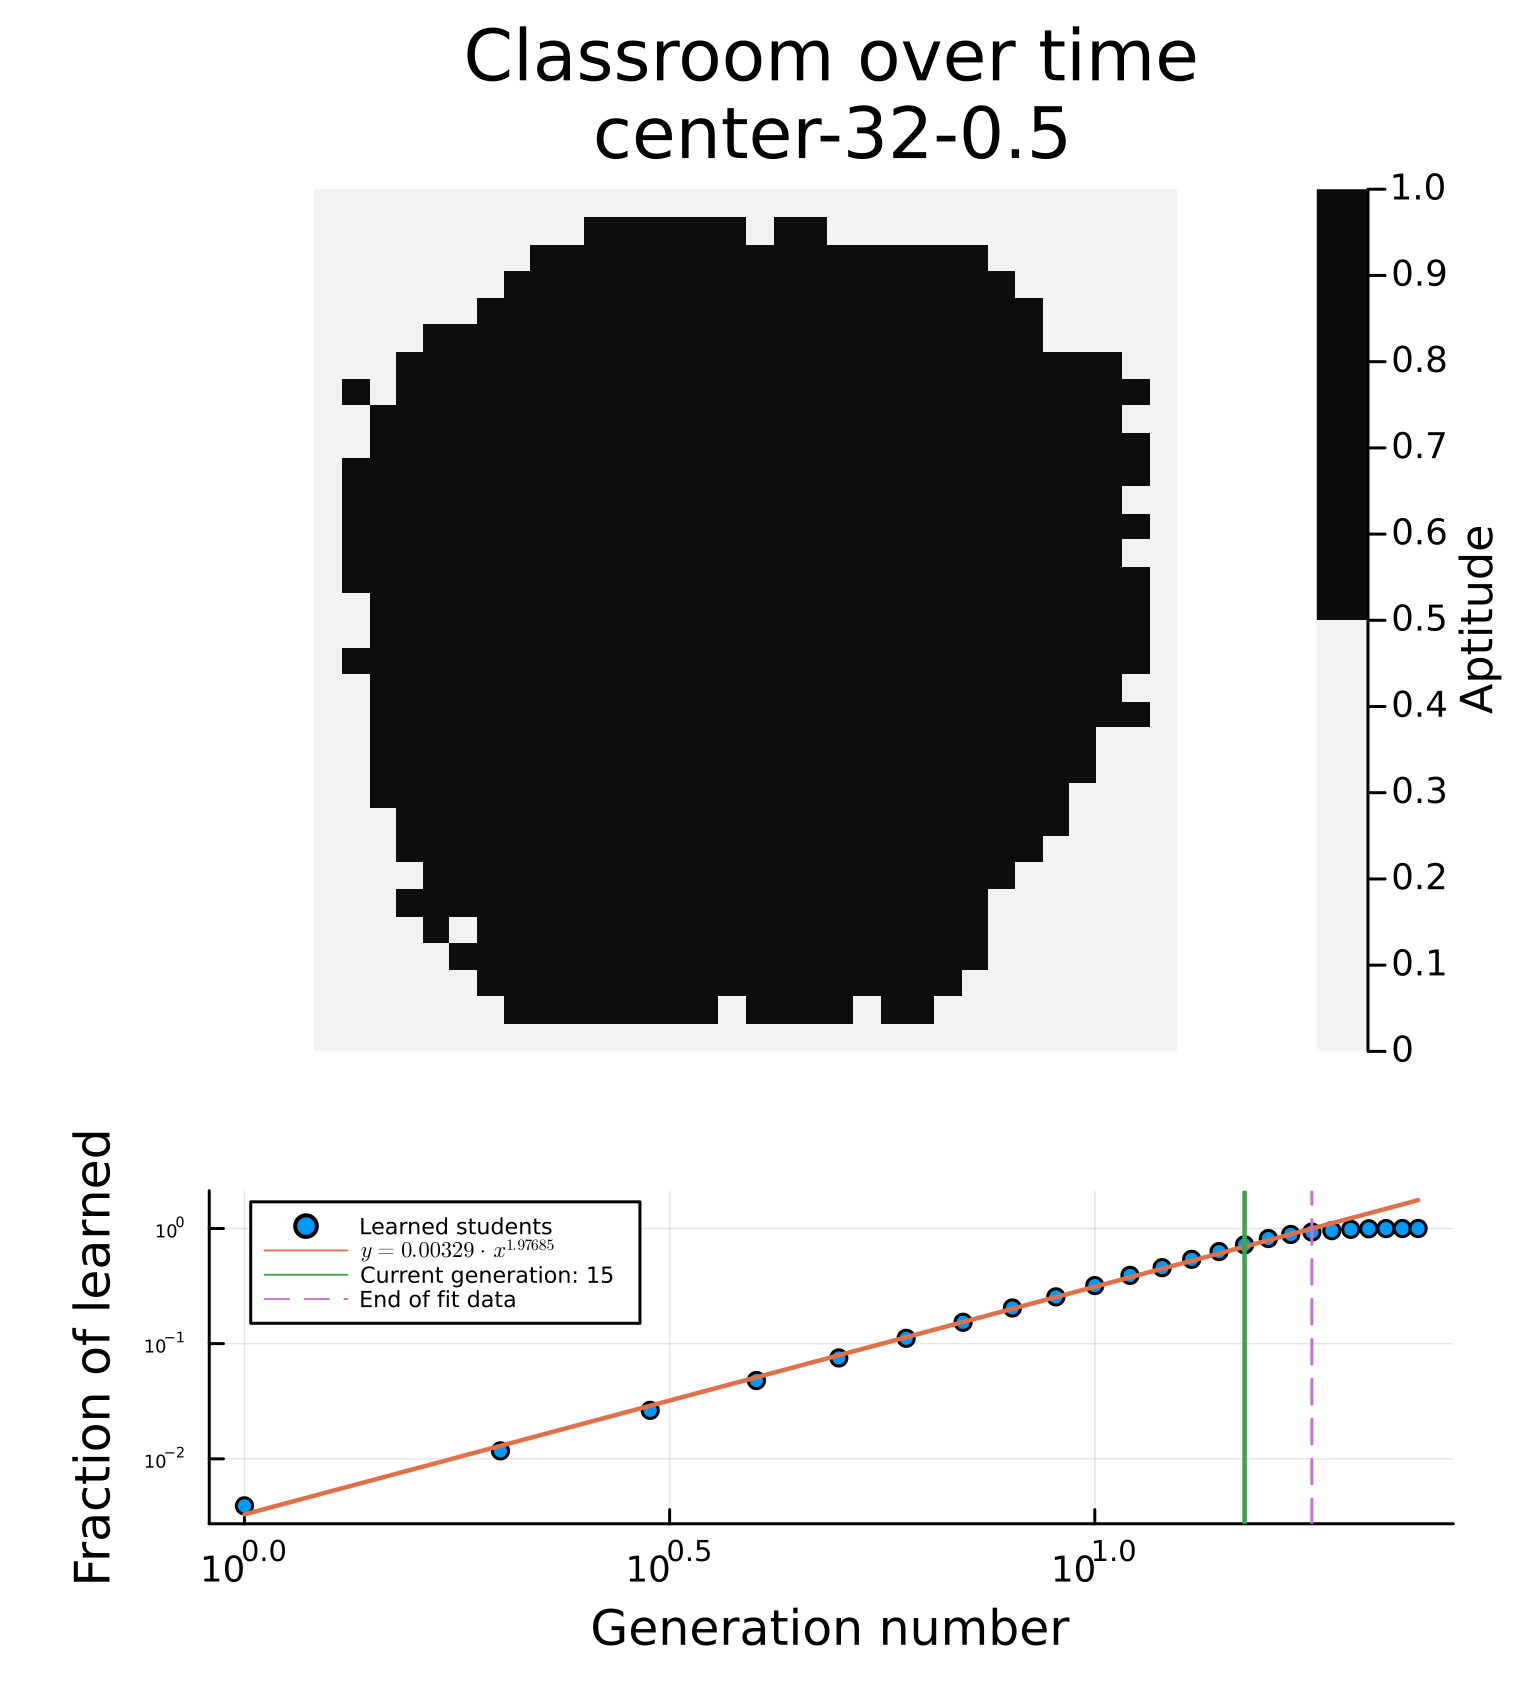 Classroom over time
center-32-0.5
1.0
0.9
0.8
0.7
0.6
0.5
0.4
0.3
0.2
0.1
0
Aptitude
Fraction of learned
10⁰
10⁻¹
10⁻²
Learned students
y = 0.00329 · x^1.97685
Current generation: 15
End of fit data
10^0.0 10^0.5 10^1.0
Generation number